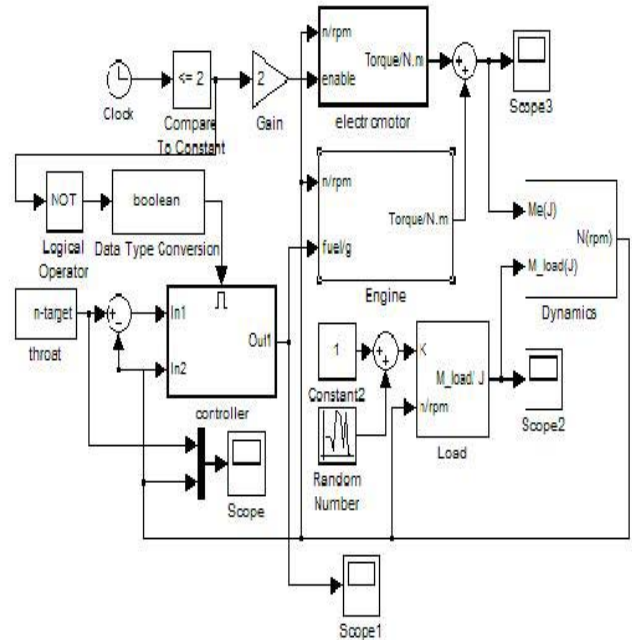 n/rpm
Torque/N.m
enable
electromotor
Clock
<= 2
Compare
To Constant
2
Gain
Scope3
NOT
Logical
Operator
boolean
Data Type Conversion
n/rpm
Torque/N.m
fuel/g
Engine
Me(J)
N(rpm)
M_load(J)
Dynamics
n-target
throat
In1
In2
Out1
controller
1
Constant2
Random
Number
K
M_load/ J
n/rpm
Load
Scope2
Scope
Scope1